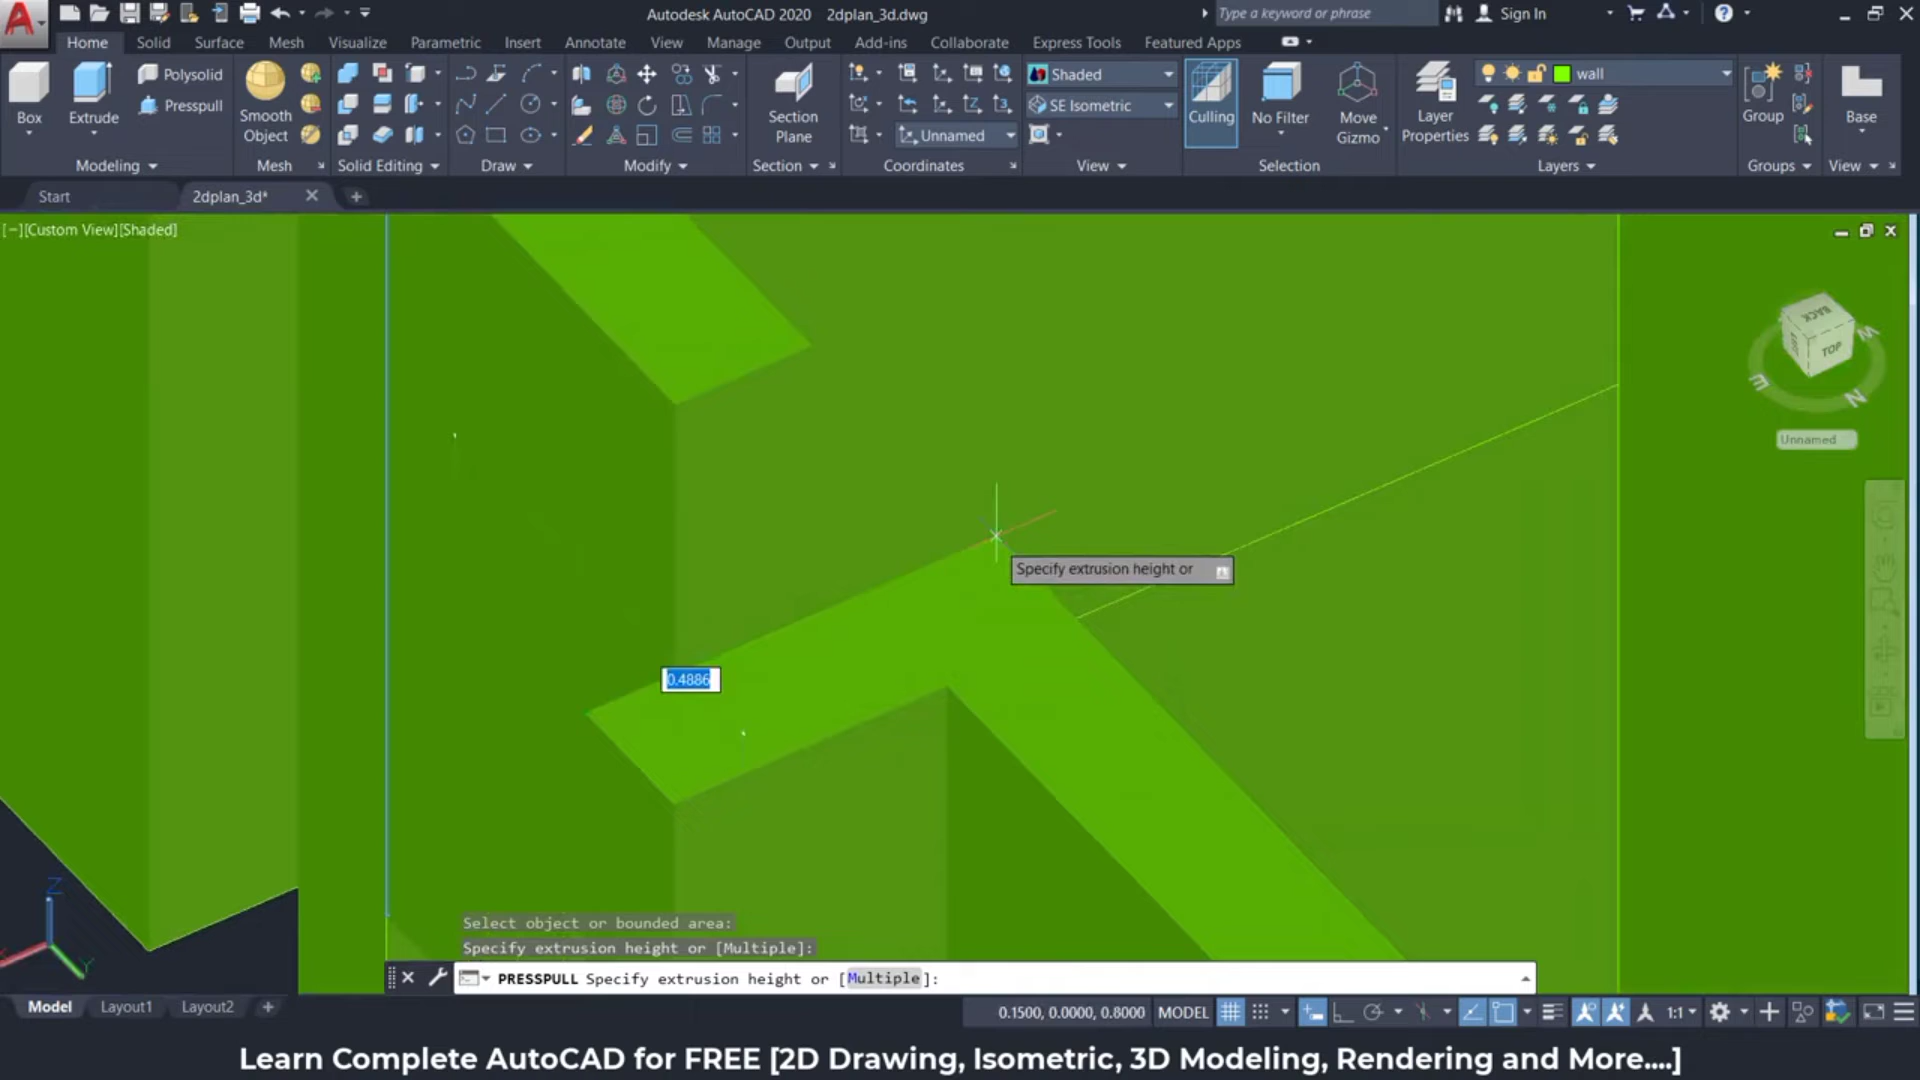 Autodesk AutoCAD 2020 2dplan_3d.dwg
Type a keyword or phrase
Sign In
Home Solid Surface Mesh Visualize Parametric Insert Annotate View Manage Output Add-ins Collaborate Express Tools Featured Apps
Polysolid
Presspull
Box
Extrude
Smooth
Object
Section
Plane
Shaded
SE Isometric
Unnamed
Culling
No Filter
Move
Gizmo
Layer
Properties
wall
Group
Base
Modeling Mesh Solid Editing Draw Modify Section Coordinates View Selection Layers Groups View
Start 2dplan_3d*
[−][Custom View][Shaded]
BACK
TOP
W
E
N
Unnamed
Specify extrusion height or
0.4886
Z
Y
Select object or bounded area:
Specify extrusion height or [Multiple]:
PRESSPULL Specify extrusion height or [Multiple]:
Model Layout1 Layout2
0.1500, 0.0000, 0.8000 MODEL 1:1
Learn Complete AutoCAD for FREE [2D Drawing, Isometric, 3D Modeling, Rendering and More....]